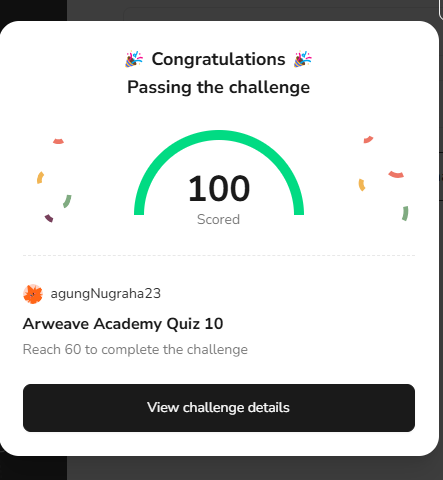 🎉 Congratulations 🎉
Passing the challenge
100
Scored
agungNugraha23
Arweave Academy Quiz 10
Reach 60 to complete the challenge
View challenge details